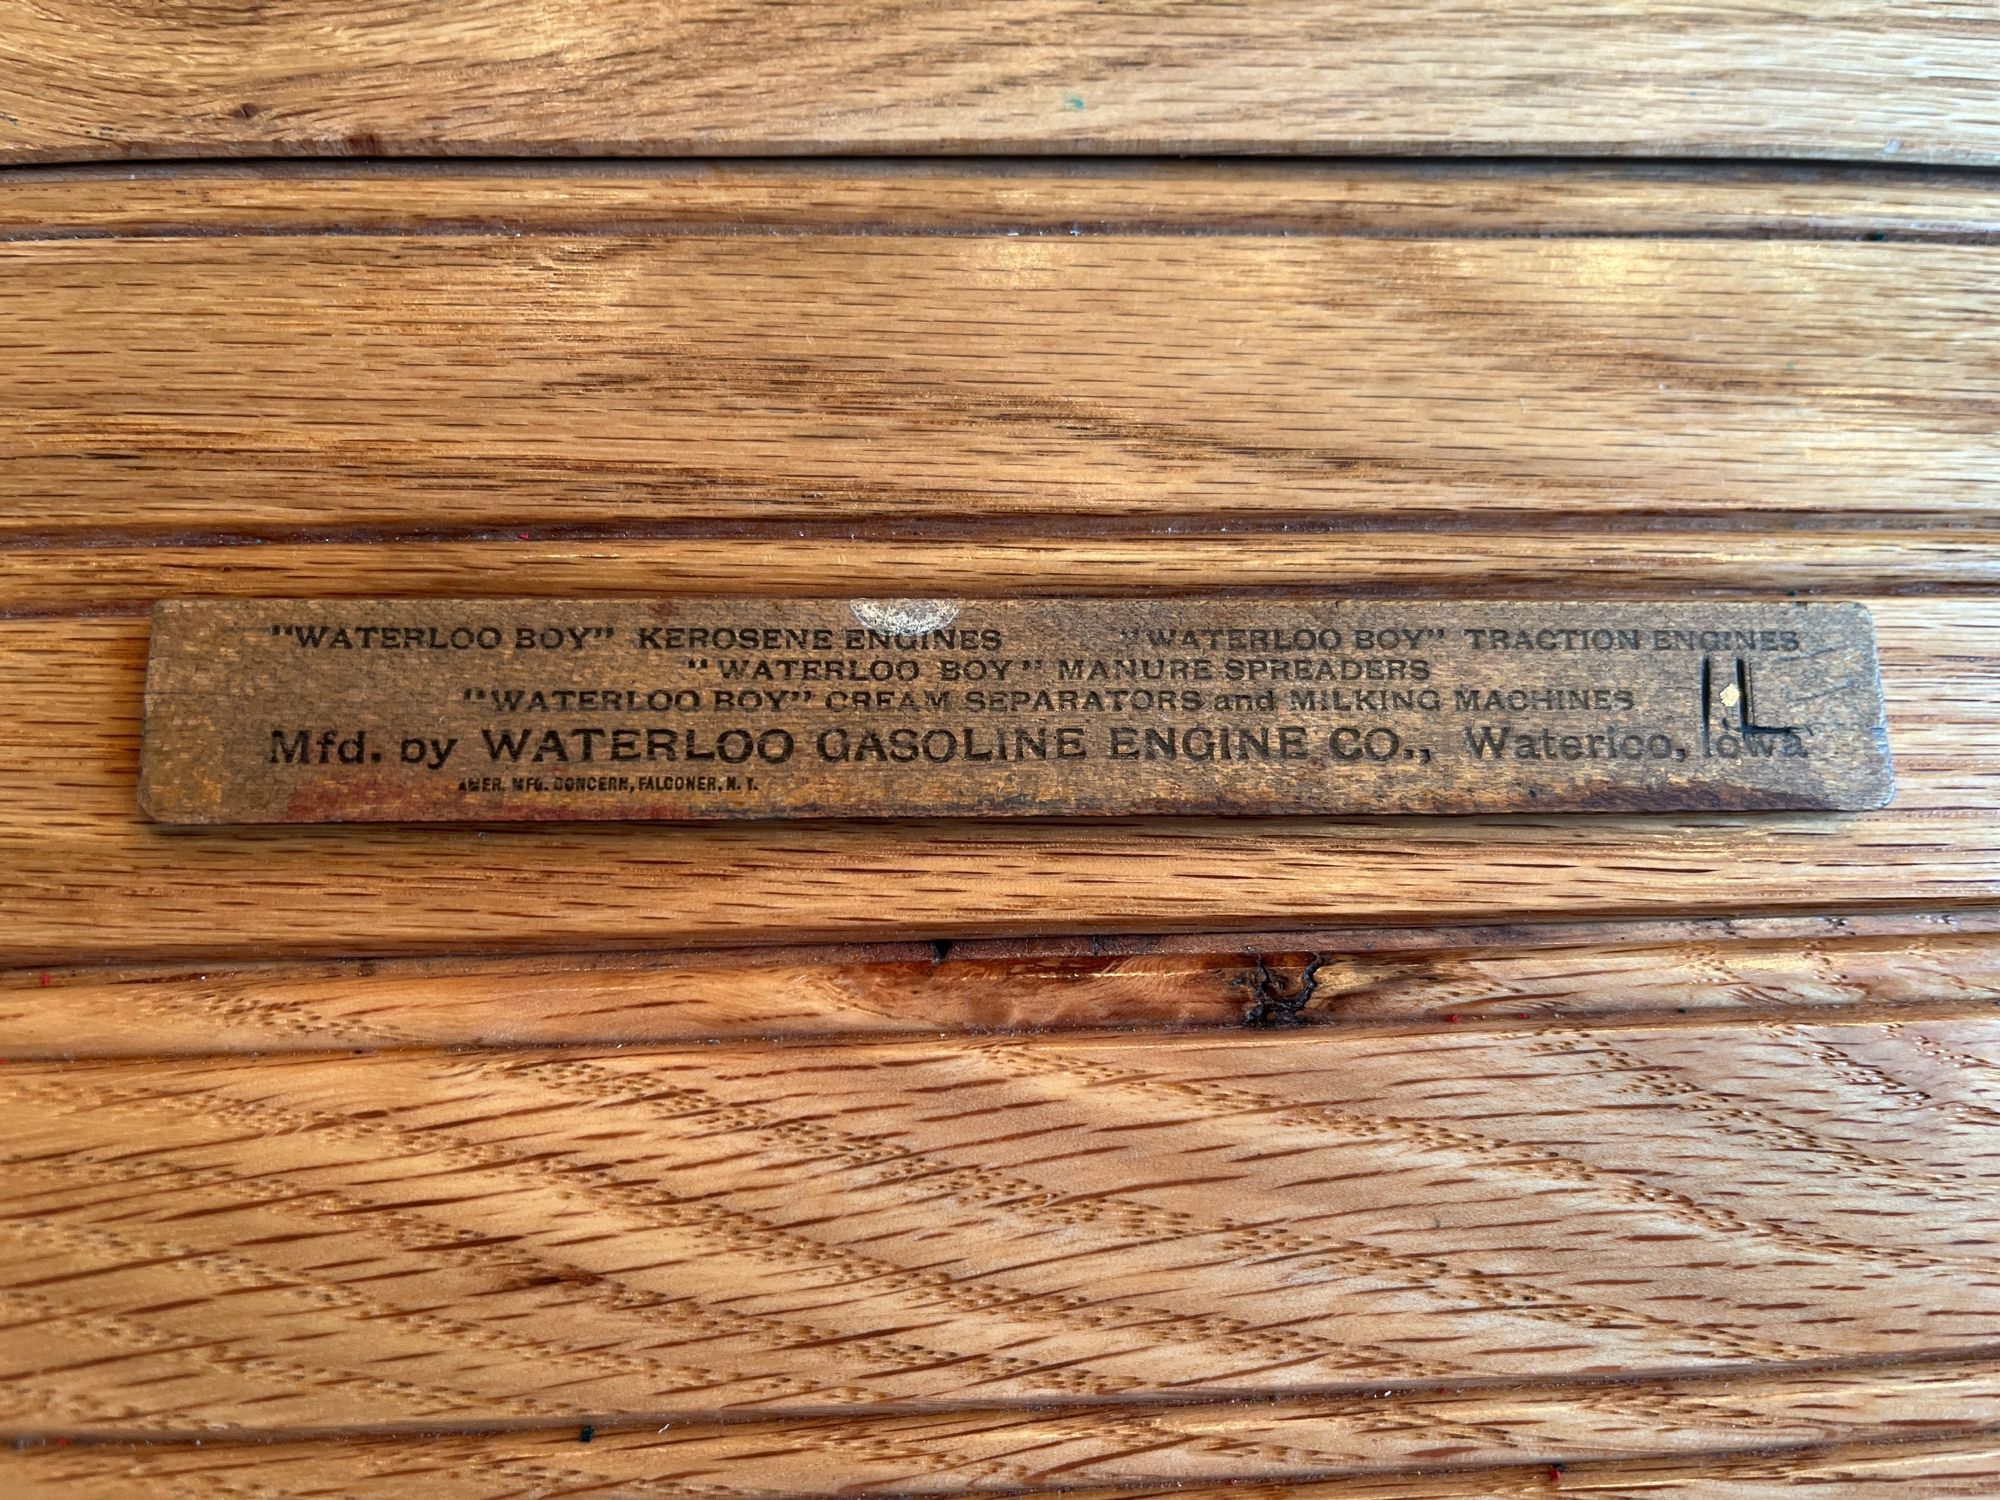 "WATERLOO BOY" KEROSENE ENGINES "WATERLOO BOY" TRACTION ENGINES
"WATERLOO BOY" MANURE SPREADERS
"WATERLOO BOY" CREAM SEPARATORS and MILKING MACHINES
Mfd. by WATERLOO GASOLINE ENGINE CO., Waterloo, Iowa
AMER. MFG. CONCERN, FALCONER, N. Y.
IL